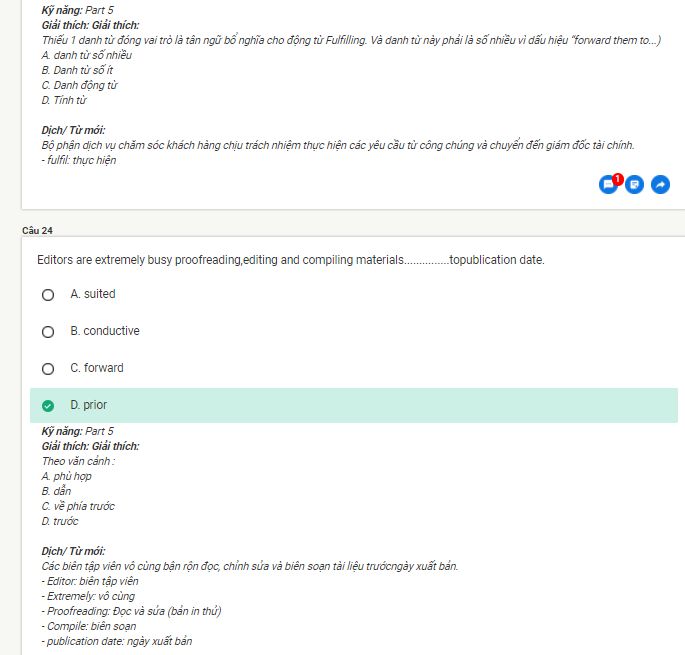 Kỹ năng: Part 5
Giải thích: Giải thích:
Thiếu 1 danh từ đóng vai trò là tân ngữ bổ nghĩa cho động từ Fulfilling. Và danh từ này phải là số nhiều vì dấu hiệu "forward them to...)
A. danh từ số nhiều
B. Danh từ số ít
C. Danh động từ
D. Tính từ
Dịch/ Từ mới:
Bộ phận dịch vụ chăm sóc khách hàng chịu trách nhiệm thực hiện các yêu cầu từ công chúng và chuyển đến giám đốc tài chính.
- fulfil: thực hiện
1
Câu 24
Editors are extremely busy proofreading,editing and compiling materials...............topublication date.
A. suited
B. conductive
C. forward
D. prior
Kỹ năng: Part 5
Giải thích: Giải thích:
Theo văn cảnh :
A. phù hợp
B. dẫn
C. về phía trước
D. trước
Dịch/ Từ mới:
Các biên tập viên vô cùng bận rộn đọc, chỉnh sửa và biên soạn tài liệu trướcngày xuất bản.
- Editor: biên tập viên
- Extremely: vô cùng
- Proofreading: Đọc và sửa (bản in thử)
- Compile: biên soạn
- publication date: ngày xuất bản